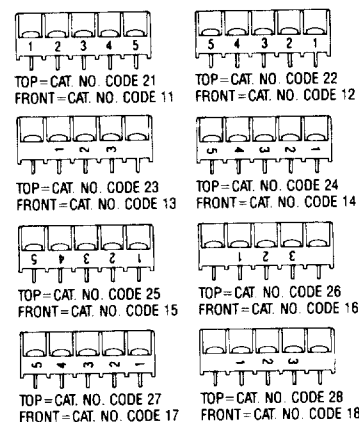 1 2 3 4 5
TOP=CAT. NO. CODE 21
FRONT=CAT. NO. CODE 11
5 4 3 2 1
TOP=CAT. NO. CODE 22
FRONT=CAT. NO. CODE 12
1 2 3
TOP=CAT. NO. CODE 23
FRONT=CAT. NO. CODE 13
5 4 3 2 1
TOP=CAT. NO. CODE 24
FRONT=CAT. NO. CODE 14
5 4 3 2 1
TOP=CAT. NO. CODE 25
FRONT=CAT. NO. CODE 15
1 2 3
TOP=CAT. NO. CODE 26
FRONT=CAT. NO. CODE 16
5 4 3 2 1
TOP=CAT. NO. CODE 27
FRONT=CAT. NO. CODE 17
1 2 3
TOP=CAT. NO. CODE 28
FRONT=CAT. NO. CODE 18